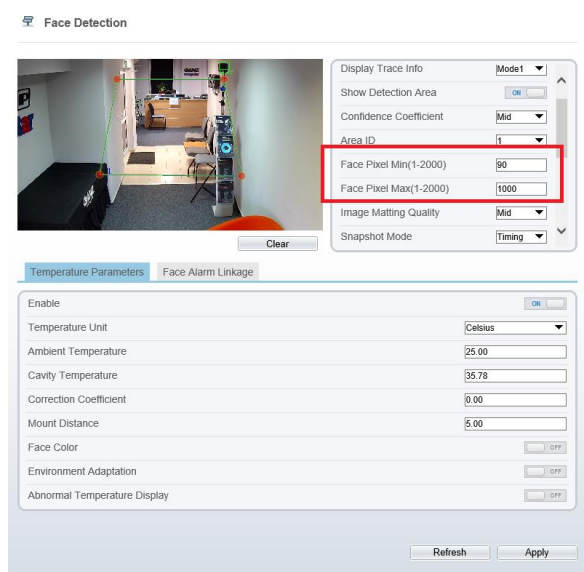 Face Detection
GANZ
Display Trace Info Mode1
Show Detection Area ON
Confidence Coefficient Mid
Area ID 1
Face Pixel Min(1-2000) 90
Face Pixel Max(1-2000) 1000
Image Matting Quality Mid
Snapshot Mode Timing
Clear
Temperature Parameters Face Alarm Linkage
Enable ON
Temperature Unit Celsius
Ambient Temperature 25.00
Cavity Temperature 35.78
Correction Coefficient 0.00
Mount Distance 5.00
Face Color OFF
Environment Adaptation OFF
Abnormal Temperature Display OFF
Refresh Apply